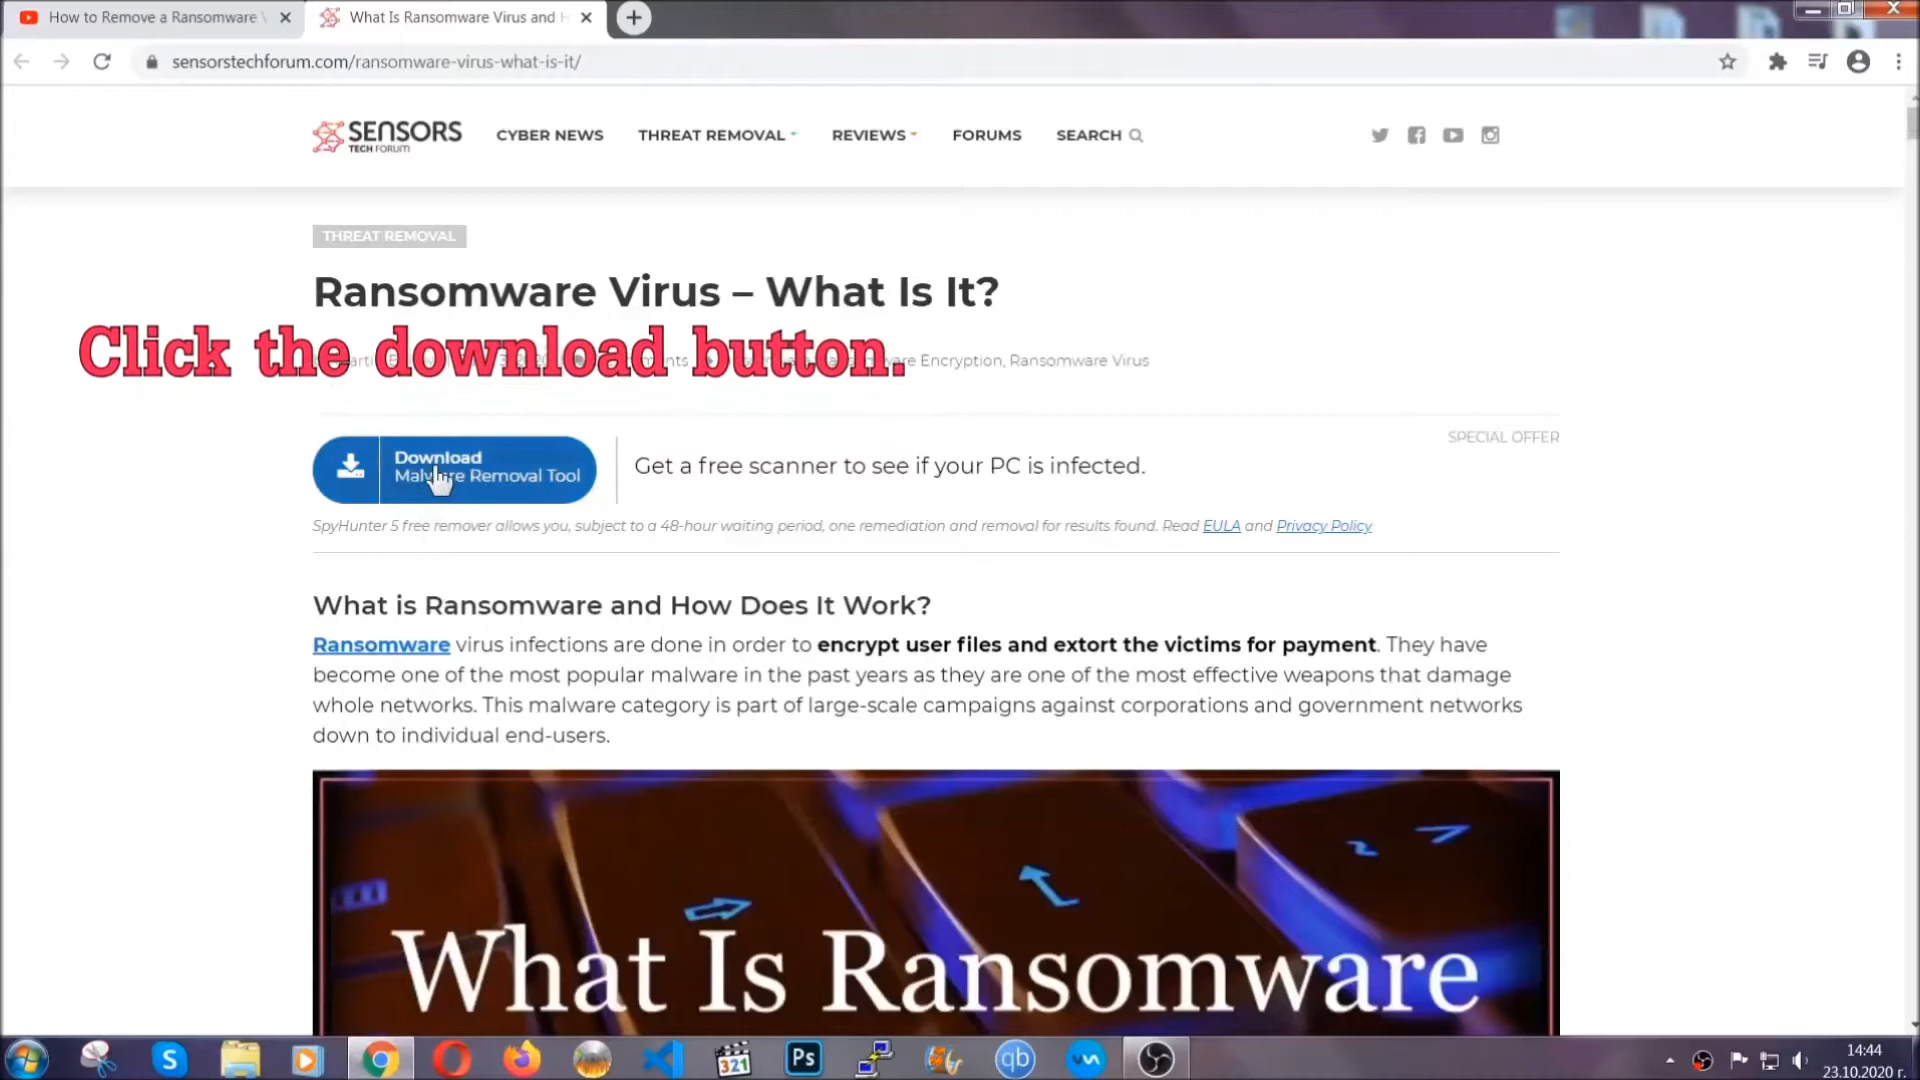 How to Remove a Ransomware
What Is Ransomware Virus and
sensorstechforum.com/ransomware-virus-what-is-it/
SENSORS
TECH FORUM
CYBER NEWS THREAT REMOVAL REVIEWS FORUMS SEARCH
THREAT REMOVAL
Ransomware Virus – What Is It?
Click the download button.
Encryption, Ransomware Virus
SPECIAL OFFER
Download
Malware Removal Tool
Get a free scanner to see if your PC is infected.
SpyHunter 5 free remover allows you, subject to a 48-hour waiting period, one remediation and removal for results found. Read EULA and Privacy Policy
What is Ransomware and How Does It Work?
Ransomware virus infections are done in order to encrypt user files and extort the victims for payment. They have
become one of the most popular malware in the past years as they are one of the most effective weapons that damage
whole networks. This malware category is part of large-scale campaigns against corporations and government networks
down to individual end-users.
What Is Ransomware
S
321
Ps
qb
14:44
23.10.2020 г.